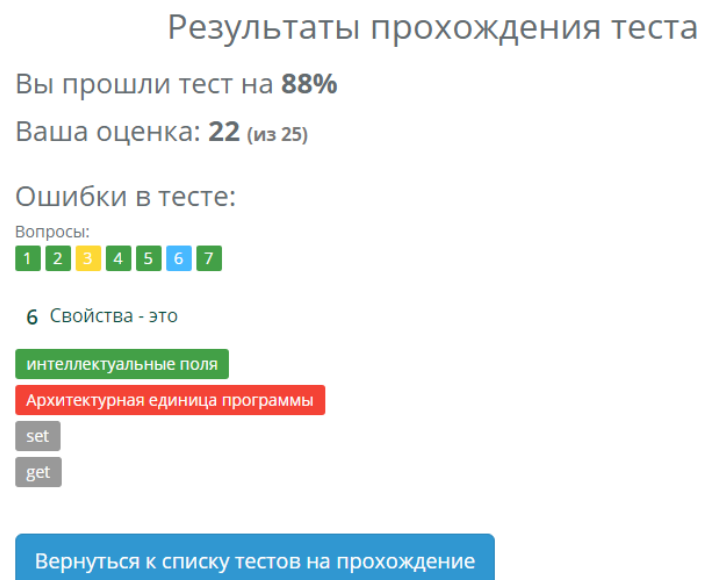 Результаты прохождения теста
Вы прошли тест на 88%
Ваша оценка: 22 (из 25)
Ошибки в тесте:
Вопросы:
1 2 3 4 5 6 7
6 Свойства - это
интеллектуальные поля
Архитектурная единица программы
set
get
Вернуться к списку тестов на прохождение